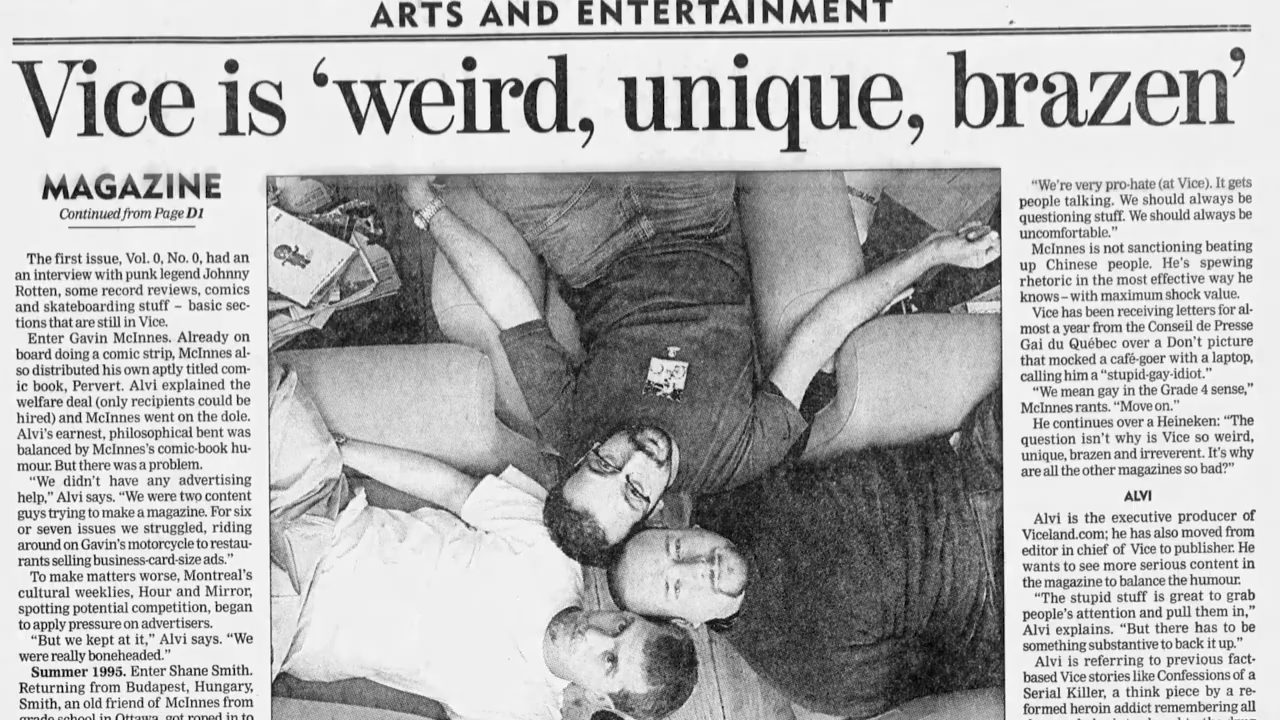 ARTS AND ENTERTAINMENT
Vice is ‘weird, unique, brazen’
MAGAZINE
Continued from Page D1
The first issue, Vol. 0, No. 0, had an
an interview with punk legend Johnny
Rotten, some record reviews, comics
and skateboarding stuff – basic sec-
tions that are still in Vice.
Enter Gavin McInnes. Already on
board doing a comic strip, McInnes al-
so distributed his own aptly titled com-
ic book, Pervert. Alvi explained the
welfare deal (only recipients could be
hired) and McInnes went on the dole.
Alvi’s earnest, philosophical bent was
balanced by McInnes’s comic-book hu-
mour. But there was a problem.
“We didn’t have any advertising
help,” Alvi says. “We were two content
guys trying to make a magazine. For six
or seven issues we struggled, riding
around on Gavin’s motorcycle to restau-
rants selling business-card-size ads.”
To make matters worse, Montreal’s
cultural weeklies, Hour and Mirror,
spotting potential competition, began
to apply pressure on advertisers.
“But we kept at it,” Alvi says. “We
were really boneheaded.”
Summer 1995. Enter Shane Smith.
Returning from Budapest, Hungary,
Smith, an old friend of McInnes from
grade school in Ottawa, got roped in to
“We’re very pro-hate (at Vice). It gets
people talking. We should always be
questioning stuff. We should always be
uncomfortable.”
McInnes is not sanctioning beating
up Chinese people. He’s spewing
rhetoric in the most effective way he
knows – with maximum shock value.
Vice has been receiving letters for al-
most a year from the Conseil de Presse
Gai du Québec over a Don’t picture
that mocked a café-goer with a laptop,
calling him a “stupid-gay-idiot.”
“We mean gay in the Grade 4 sense,”
McInnes rants. “Move on.”
He continues over a Heineken: “The
question isn’t why is Vice so weird,
unique, brazen and irreverent. It’s why
are all the other magazines so bad?”
ALVI
Alvi is the executive producer of
Viceland.com; he has also moved from
editor in chief of Vice to publisher. He
wants to see more serious content in
the magazine to balance the humour.
“The stupid stuff is great to grab
people’s attention and pull them in,”
Alvi explains. “But there has to be
something substantive to back it up.”
Alvi is referring to previous fact-
based Vice stories like Confessions of a
Serial Killer, a think piece by a re-
formed heroin addict remembering all